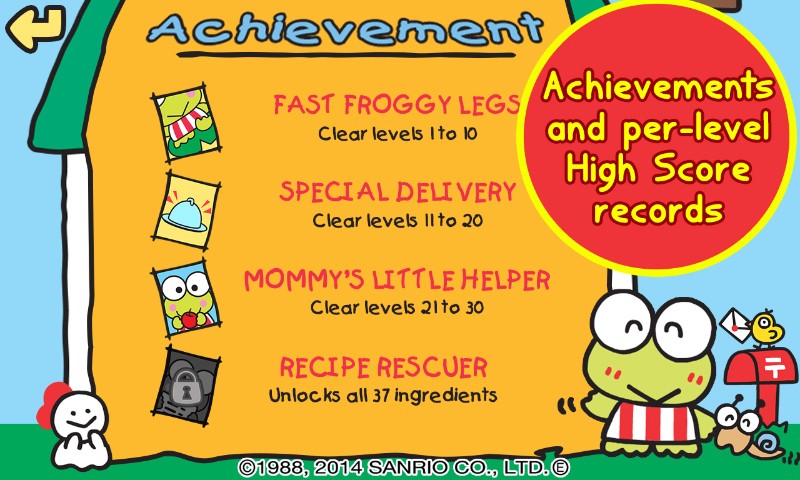 Achievement
FAST FROGGY LEGS
Clear levels 1 to 10
SPECIAL DELIVERY
Clear levels 11 to 20
MOMMY'S LITTLE HELPER
Clear levels 21 to 30
RECIPE RESCUER
Unlocks all 37 ingredients
Achievements
and per-level
High Score
records
〒
©1988, 2014 SANRIO CO., LTD. Ⓔ